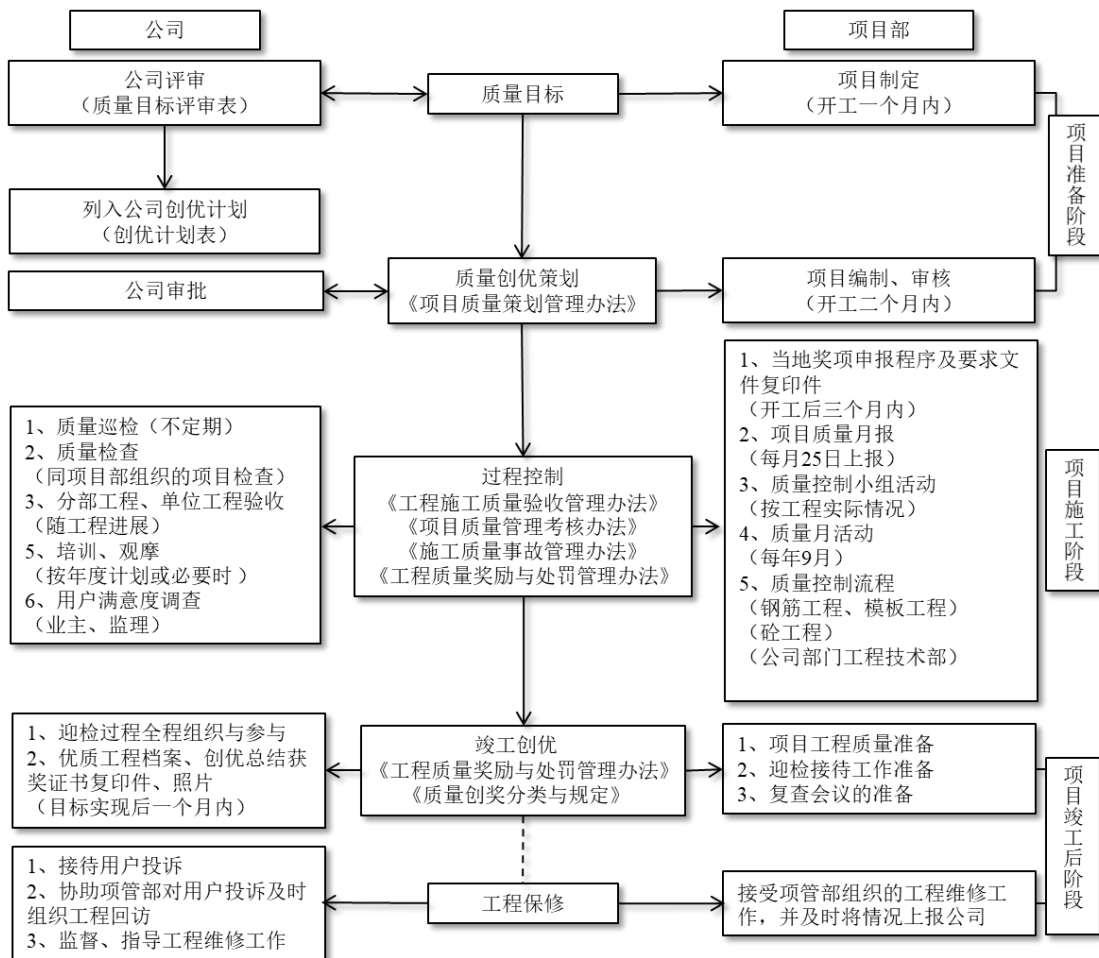 公司
项目部
公司评审
（质量目标评审表）
质量目标
项目制定
（开工一个月内）
项目准备阶段
列入公司创优计划
（创优计划表）
公司审批
质量创优策划
《项目质量策划管理办法》
项目编制、审核
（开工二个月内）
1、质量巡检（不定期）
2、质量检查
（同项目部组织的项目检查）
3、分部工程、单位工程验收
（随工程进展）
5、培训、观摩
（按年度计划或必要时 ）
6、用户满意度调查
（业主、监理）
过程控制
《工程施工质量验收管理办法》
《项目质量管理考核办法》
《施工质量事故管理办法》
《工程质量奖励与处罚管理办法》
1、当地奖项申报程序及要求文
件复印件
（开工后三个月内）
2、项目质量月报
（每月25日上报）
3、质量控制小组活动
（按工程实际情况）
4、质量月活动
（每年9月）
5、质量控制流程
（钢筋工程、模板工程）
（砼工程）
（公司部门工程技术部）
项目施工阶段
1、迎检过程全程组织与参与
2、优质工程档案、创优总结获
奖证书复印件、照片
（目标实现后一个月内）
竣工创优
《工程质量奖励与处罚管理办法》
《质量创奖分类与规定》
1、项目工程质量准备
2、迎检接待工作准备
3、复查会议的准备
项目竣工后阶段
1、接待用户投诉
2、协助项管部对用户投诉及时
组织工程回访
3、监督、指导工程维修工作
工程保修
接受项管部组织的工程维修工
作，并及时将情况上报公司